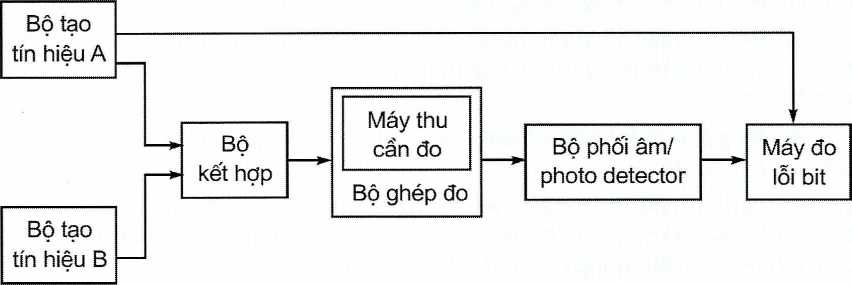 Bộ tạo
tín hiệu A
Bộ
kết hợp
Máy thu
cần đo
Bộ ghép đo
Bộ phối âm/
photo detector
Máy đo
lỗi bit
Bộ tạo
tín hiệu B